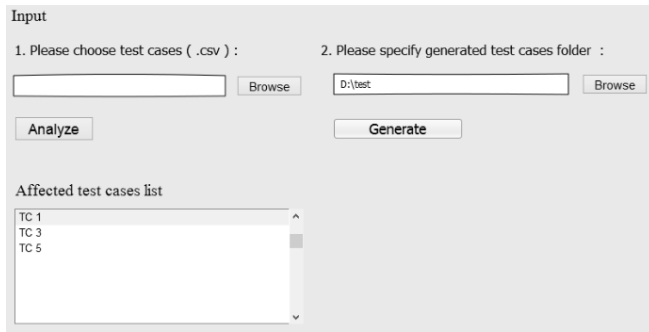 Input
1. Please choose test cases ( .csv ) :
2. Please specify generated test cases folder :
Browse
D:\test
Browse
Analyze
Generate
Affected test cases list
TC 1
TC 3
TC 5